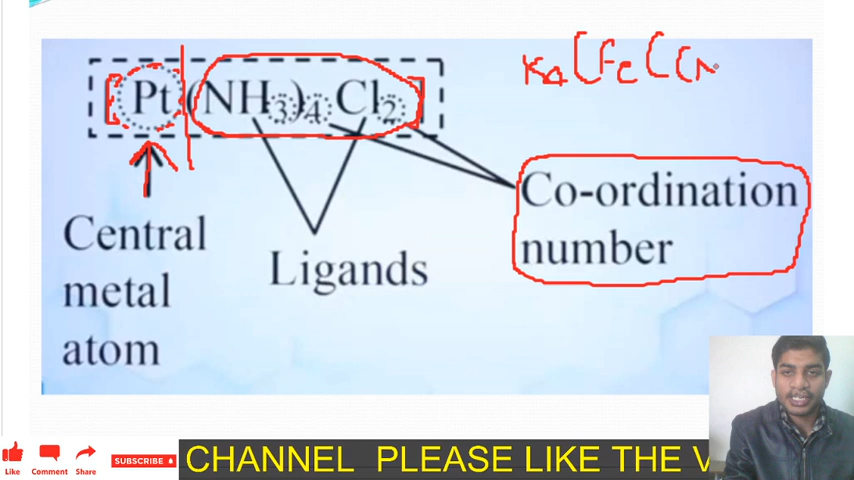 K4[Fe(CN
[Pt(NH3)4Cl2]
Co-ordination
number
Central
metal
atom
Ligands
Like
Comment
Share
SUBSCRIBE
CHANNEL PLEASE LIKE THE V